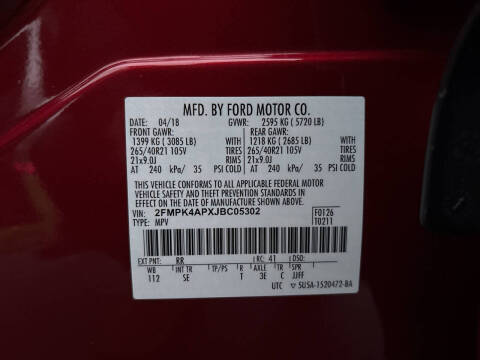 MFD. BY FORD MOTOR CO.
DATE: 04/18 GVWR: 2595 KG ( 5720 LB)
FRONT GAWR: REAR GAWR:
1399 KG ( 3085 LB) 1218 KG ( 2685 LB)
265/40R21 105V TIRES 265/40R21 105V
21x9.0J RIMS 21x9.0J
AT 240 kPa/ 35 PSI COLD AT 240 kPa/ 35 PSI COLD
THIS VEHICLE CONFORMS TO ALL APPLICABLE FEDERAL MOTOR
VEHICLE SAFETY AND BUMPER AND THEFT PREVENTION STANDARDS IN
EFFECT ON THE DATE OF MANUFACTURE SHOWN ABOVE.
VIN: 2FMPK4APXJBC05302 F0126
TYPE: MPV T0211
EXT PNT: RR RC: 41 DSO:
WB INT TR TP/PS R AXLE TR SPR
112 SE T 3E C JJFF
UTC 5USA-1520472-BA